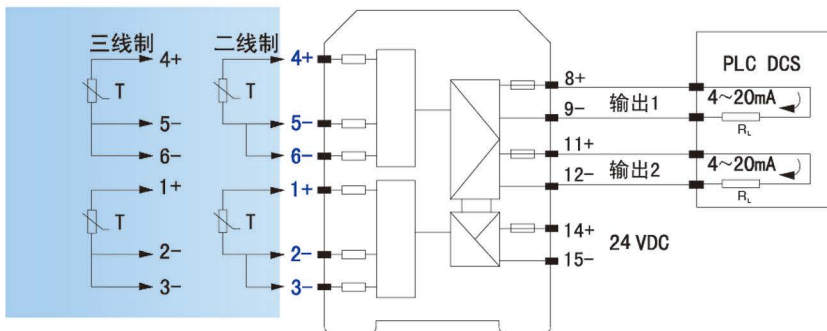 三线制
4+
T
5-
6-
1+
T
2-
3-
二线制
4+
T
5-
6-
1+
T
2-
3-
8+
9-
输出1
11+
12-
输出2
14+
24 VDC
15-
PLC DCS
4~20mA
RL
4~20mA
RL